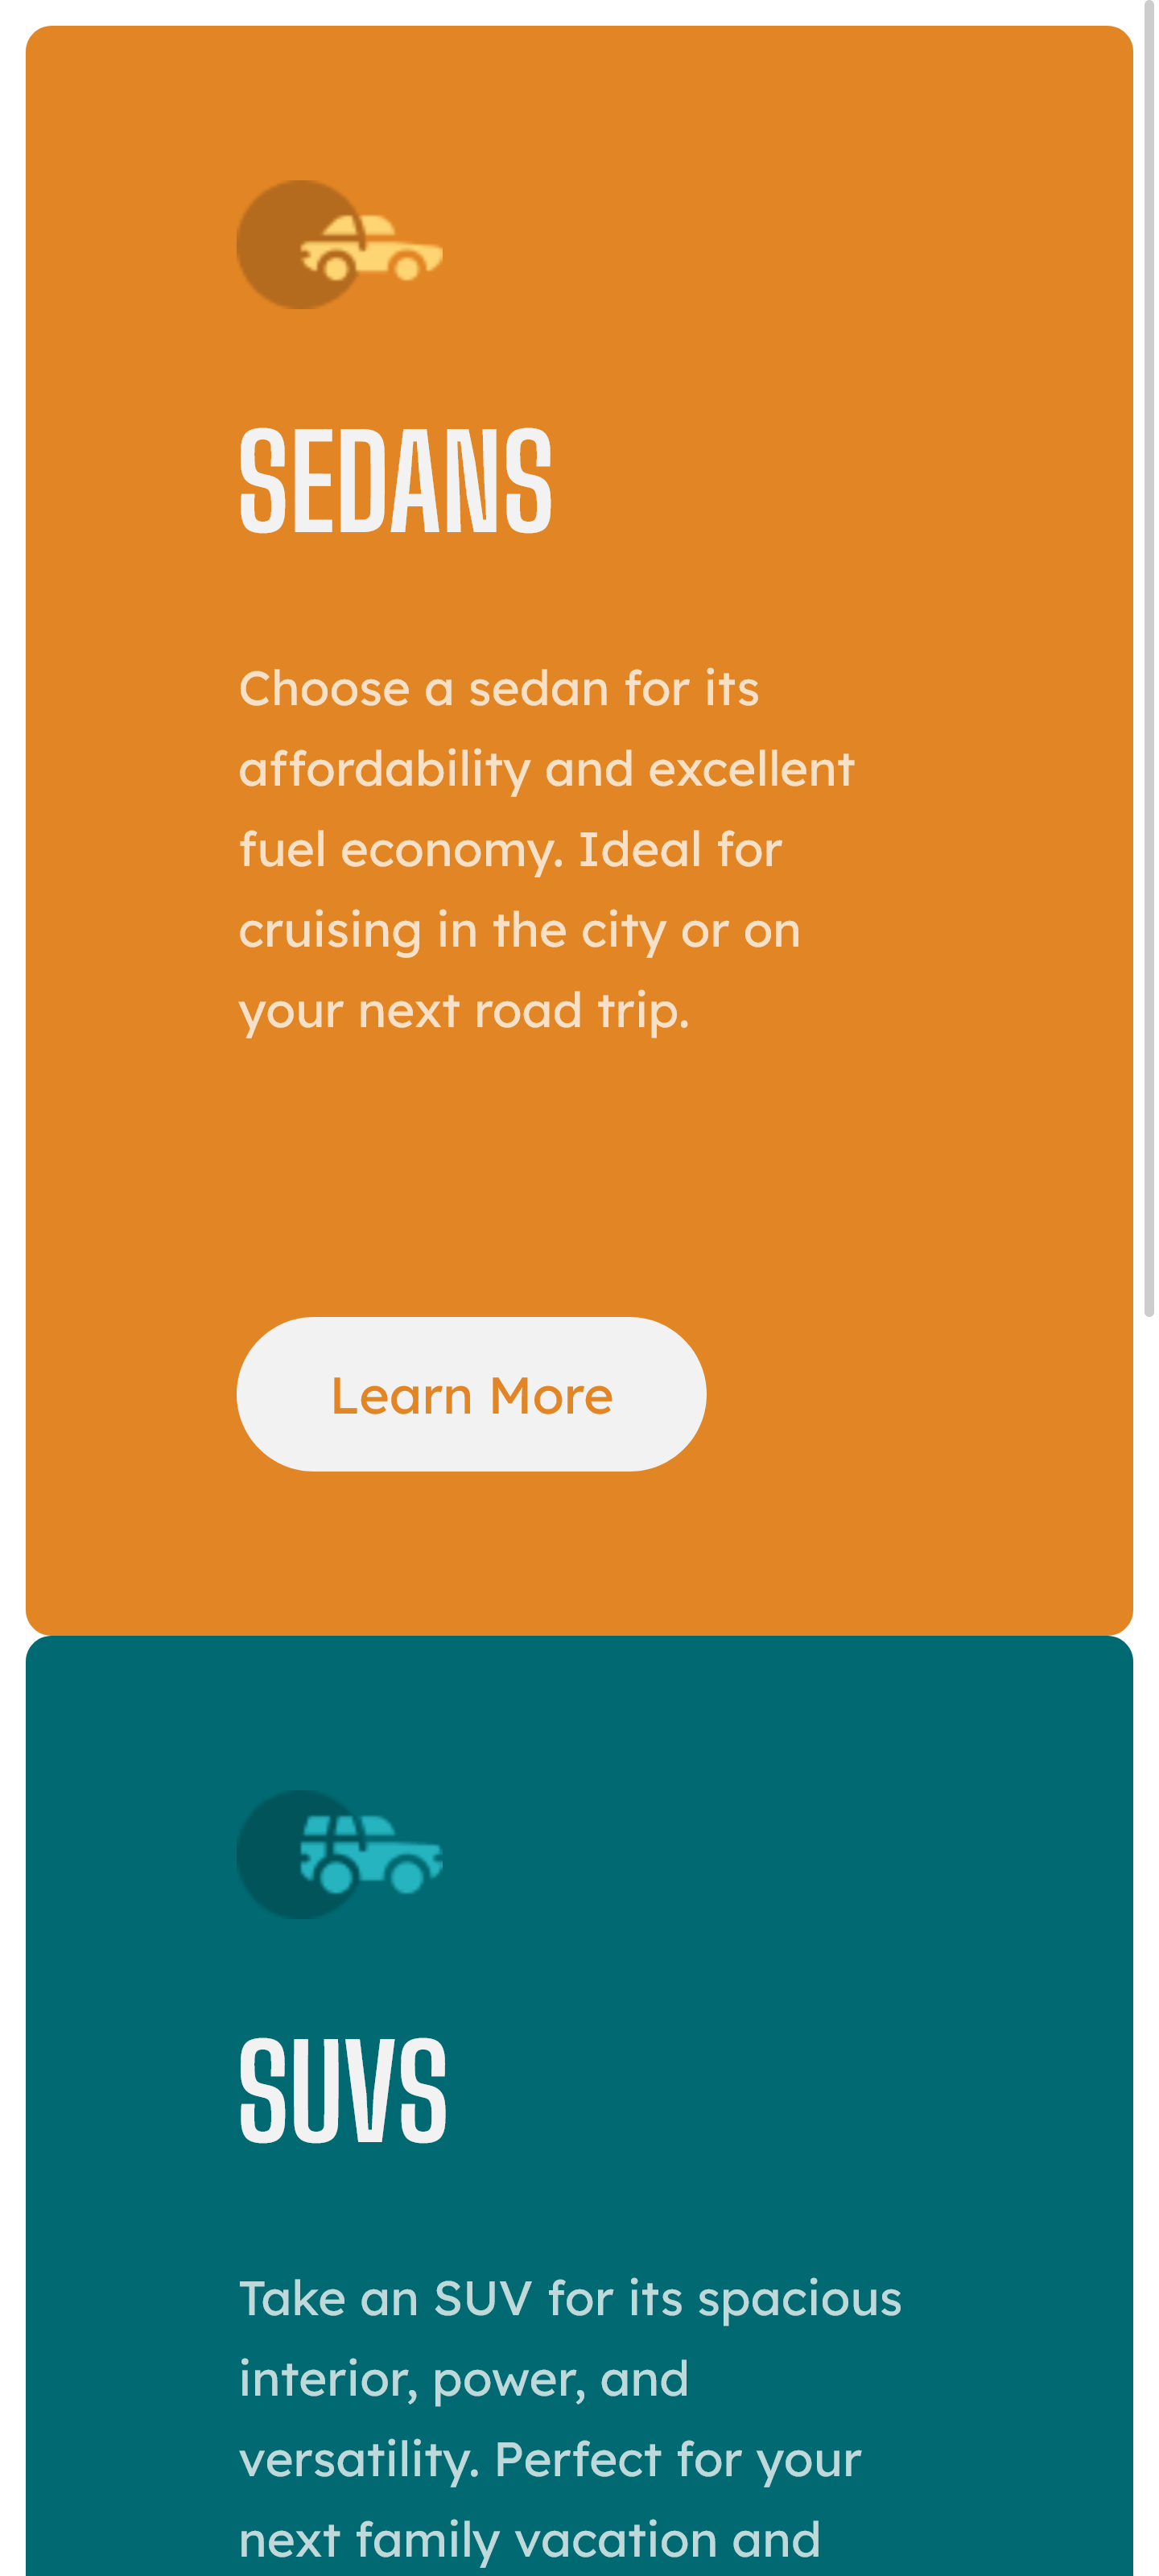 SEDANS
Choose a sedan for its
affordability and excellent
fuel economy. Ideal for
cruising in the city or on
your next road trip.
Learn More
SUVS
Take an SUV for its spacious
interior, power, and
versatility. Perfect for your
next family vacation and